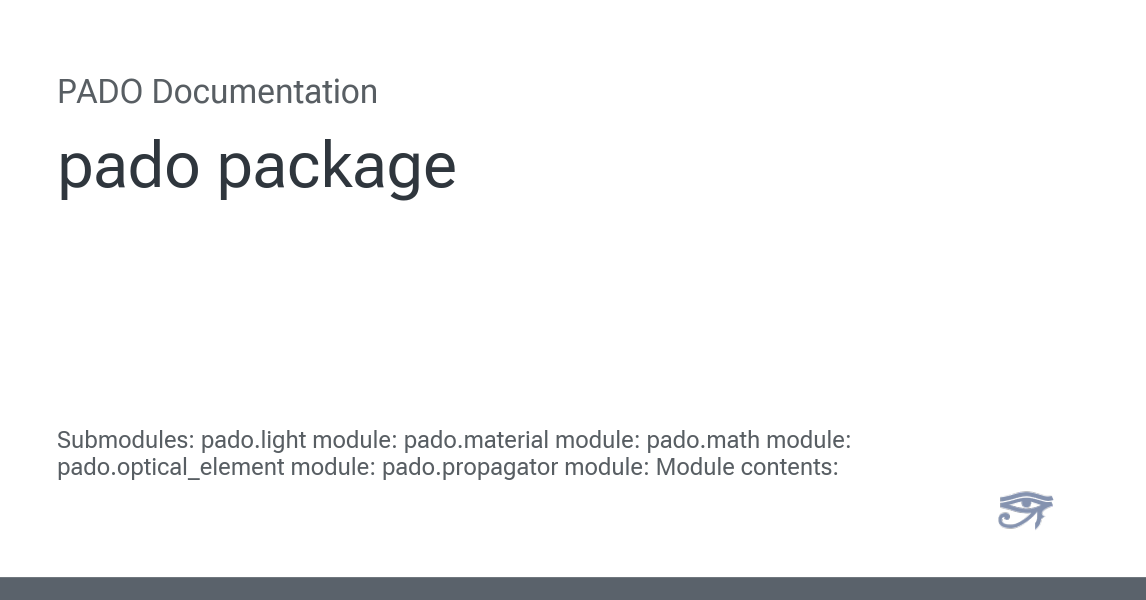 PADO Documentation
pado package
Submodules: pado.light module: pado.material module: pado.math module:
pado.optical_element module: pado.propagator module: Module contents: